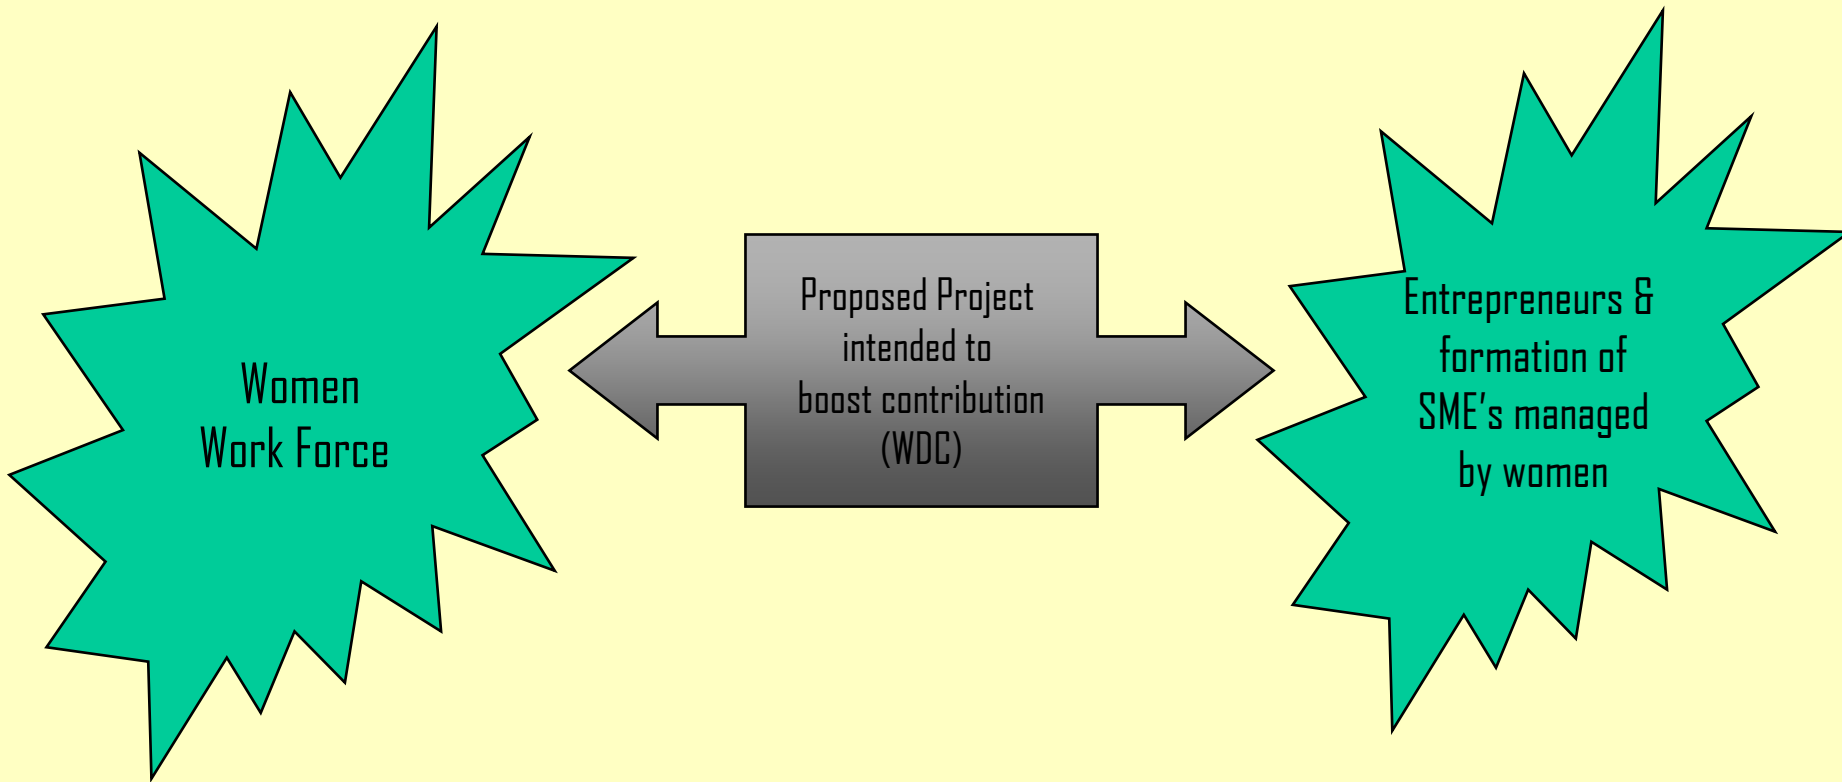 Women
Work Force
Proposed Project
intended to
boost contribution
(WDC)
Entrepreneurs &
formation of
SME's managed
by women